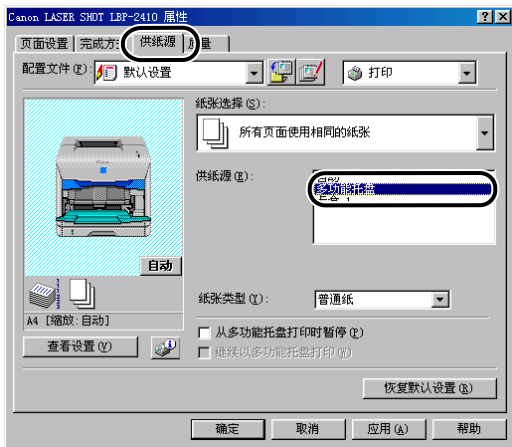 Canon LASER SHOT LBP-2410 属性
页面设置 完成方 供纸源 质量
配置文件(F): 默认设置 打印
纸张选择(S):
所有页面使用相同的纸张
供纸源(E):
自动
多功能托盘
自动
纸张类型(T): 普通纸
A4 [缩放:自动]
从多功能托盘打印时暂停(P)
查看设置(V) 继续以多功能托盘打印(W)
恢复默认设置(R)
确定 取消 应用(A) 帮助